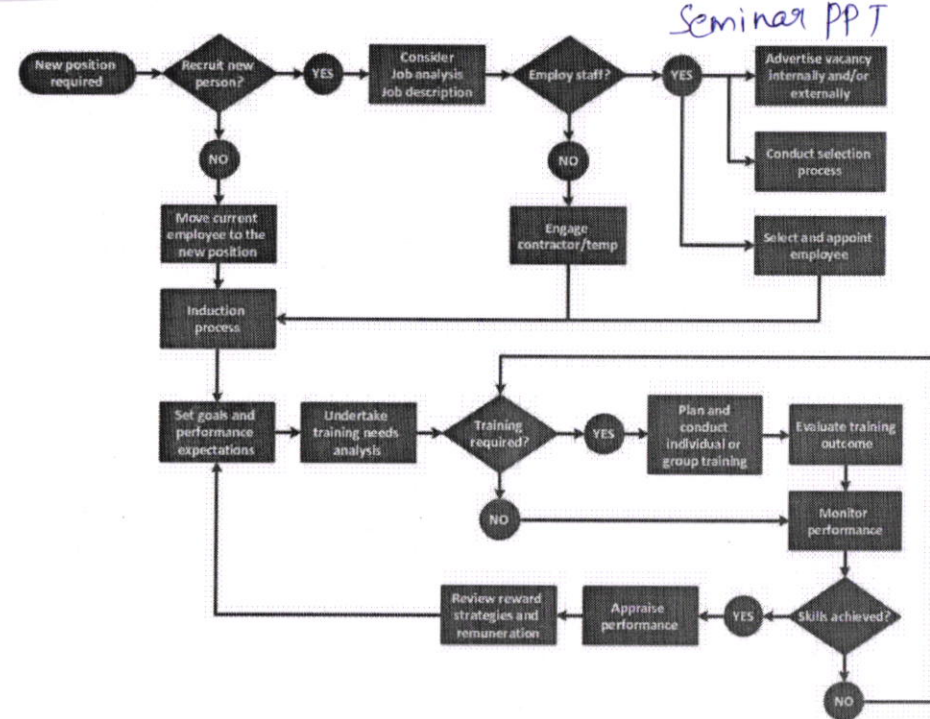 Seminar PPT
New position
required
Recruit new
person?
YES
Consider
Job analysis
Job description
Employ staff?
YES
Advertise vacancy
internally and/or
externally
NO
NO
Conduct selection
process
Move current
employee to the
new position
Engage
contractor/temp
Select and appoint
employee
Induction
process
Set goals and
performance
expectations
Undertake
training needs
analysis
Training
required?
YES
Plan and
conduct
individual or
group training
Evaluate training
outcome
NO
Monitor
performance
Review reward
strategies and
remuneration
Appraise
performance
YES
Skills achieved?
NO